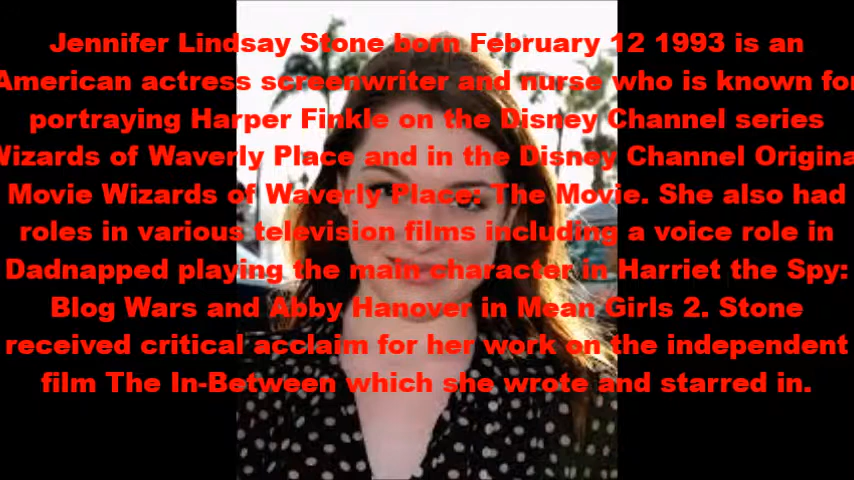 Jennifer Lindsay Stone born February 12 1993 is an
American actress screenwriter and nurse who is known for
portraying Harper Finkle on the Disney Channel series
Wizards of Waverly Place and in the Disney Channel Original
Movie Wizards of Waverly Place: The Movie. She also had
roles in various television films including a voice role in
Dadnapped playing the main character in Harriet the Spy:
Blog Wars and Abby Hanover in Mean Girls 2. Stone
received critical acclaim for her work on the independent
film The In-Between which she wrote and starred in.